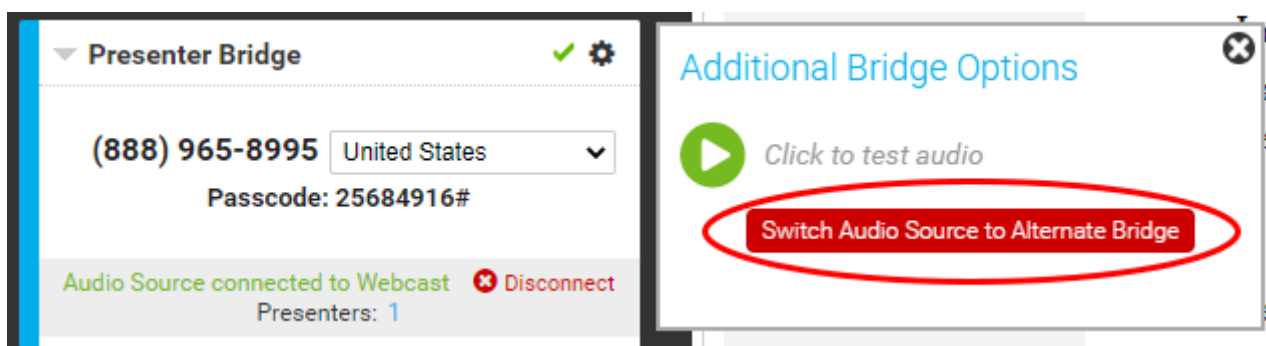 Presenter Bridge
(888) 965-8995 United States
Passcode: 25684916#
Audio Source connected to Webcast Disconnect
Presenters: 1
Additional Bridge Options
Click to test audio
Switch Audio Source to Alternate Bridge